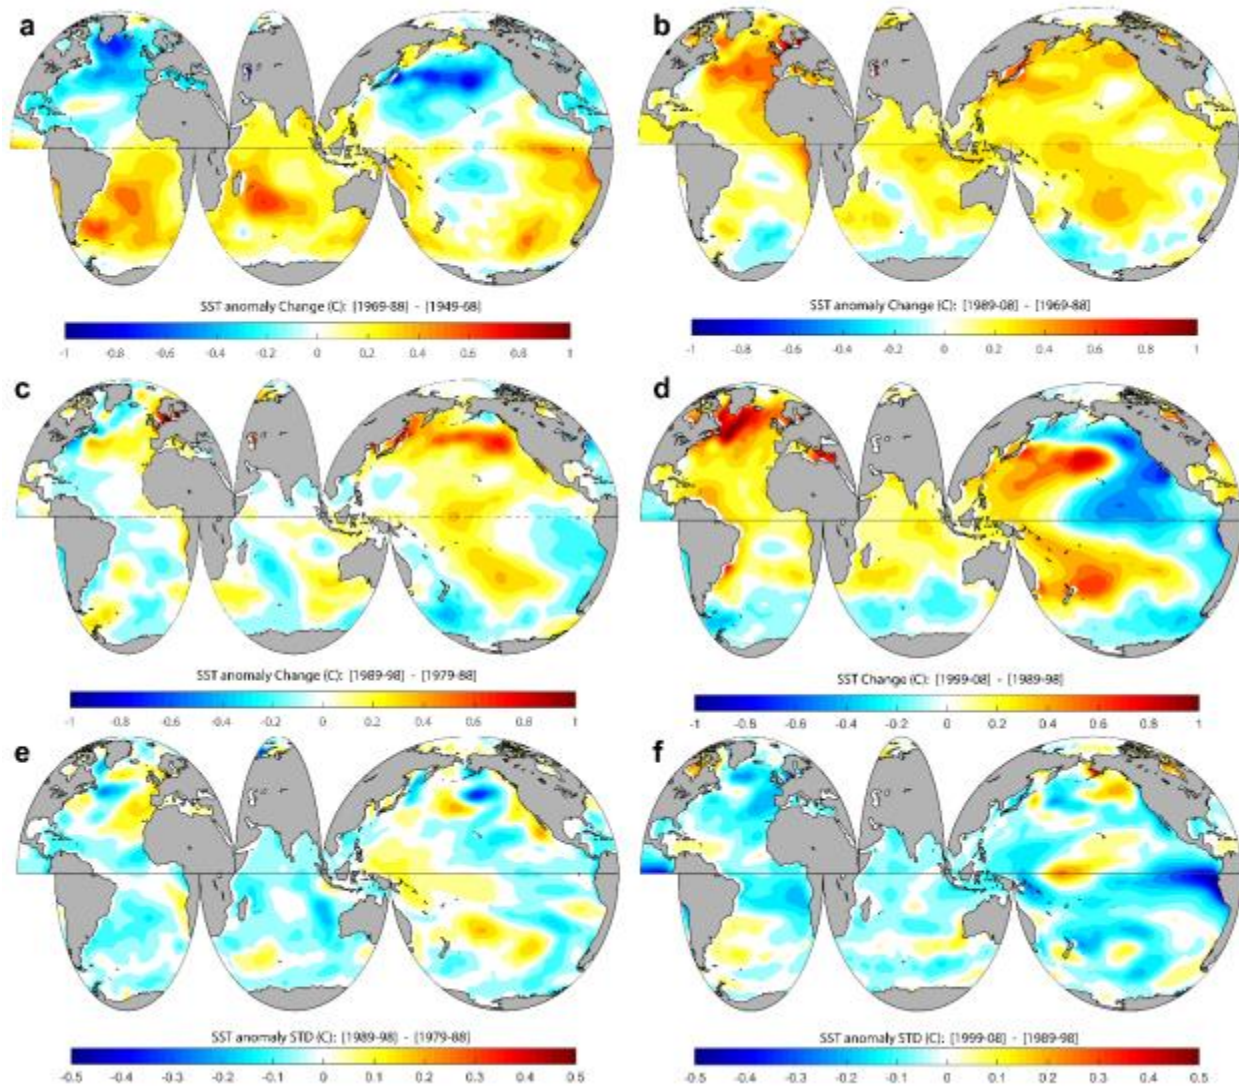 a
b
SST anomaly Change (C): [1969-88] - [1949-68]
-1 -0.8 -0.6 -0.4 -0.2 0 0.2 0.4 0.6 0.8 1
SST anomaly Change (C): [1989-08] - [1969-88]
-1 -0.8 -0.6 -0.4 -0.2 0 0.2 0.4 0.6 0.8 1
c
d
SST anomaly Change (C): [1989-98] - [1979-88]
-1 -0.8 -0.6 -0.4 -0.2 0 0.2 0.4 0.6 0.8 1
SST Change (C): [1999-08] - [1989-98]
-1 -0.8 -0.6 -0.4 -0.2 0 0.2 0.4 0.6 0.8 1
e
f
SST anomaly STD (C): [1989-98] - [1979-88]
-0.5 -0.4 -0.3 -0.2 -0.1 0 0.1 0.2 0.3 0.4 0.5
SST anomaly STD (C): [1999-08] - [1989-98]
-0.5 -0.4 -0.3 -0.2 -0.1 0 0.1 0.2 0.3 0.4 0.5